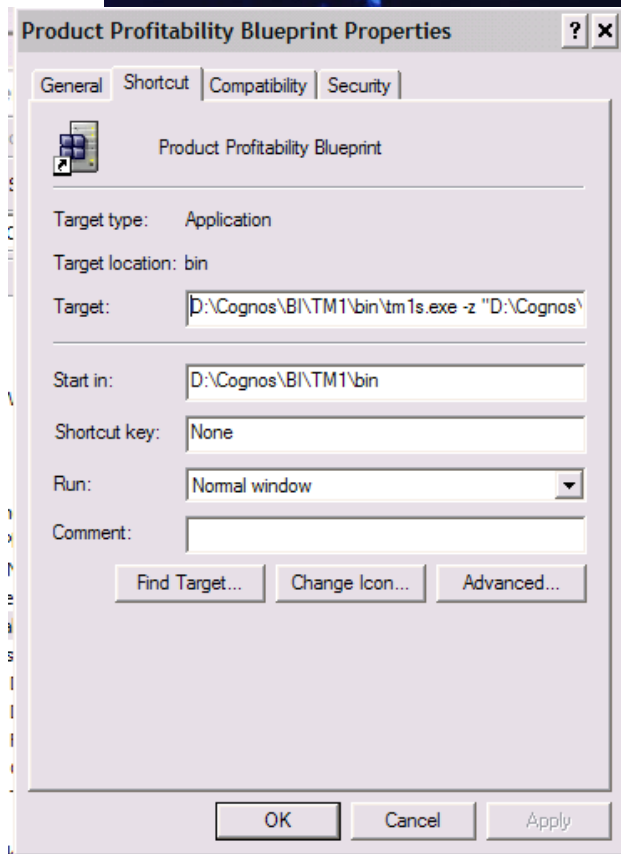 Product Profitability Blueprint Properties
? ×
General Shortcut Compatibility Security
Product Profitability Blueprint
Target type: Application
Target location: bin
Target: D:\Cognos\BI\TM1\bin\tm1s.exe -z "D:\Cognos\
Start in: D:\Cognos\BI\TM1\bin
Shortcut key: None
Run: Normal window
Comment:
Find Target... Change Icon... Advanced...
OK Cancel Apply